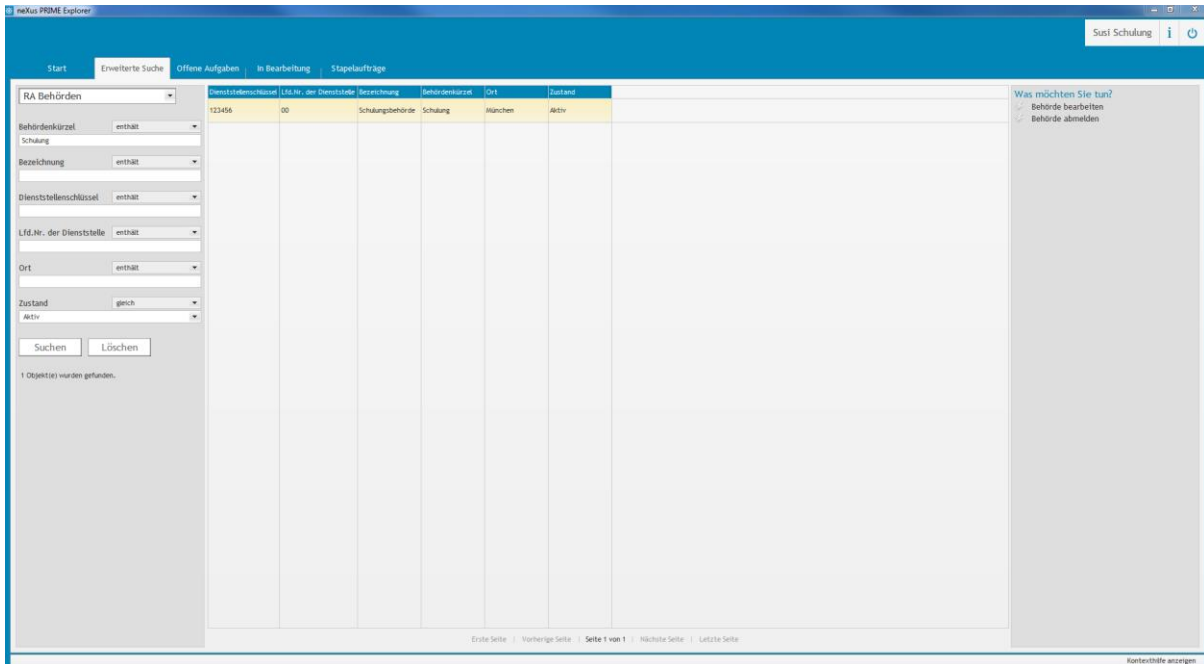 neXus PRIME Explorer
Susi Schulung
Start Erweiterte Suche Offene Aufgaben In Bearbeitung Stapelaufträge
RA Behörden
Behördenkürzel enthält
Schulung
Bezeichnung enthält
Dienststellenschlüssel enthält
Lfd.Nr. der Dienststelle enthält
Ort enthält
Zustand gleich
Aktiv
Suchen Löschen
1 Objekt(e) wurden gefunden.
Dienststellenschlüssel Lfd.Nr. der Dienststelle Bezeichnung Behördenkürzel Ort Zustand
123456 00 Schulungsbehörde Schulung München Aktiv
Erste Seite | Vorherige Seite | Seite 1 von 1 | Nächste Seite | Letzte Seite
Was möchten Sie tun?
Behörde bearbeiten
Behörde abmelden
Kontexthilfe anzeigen